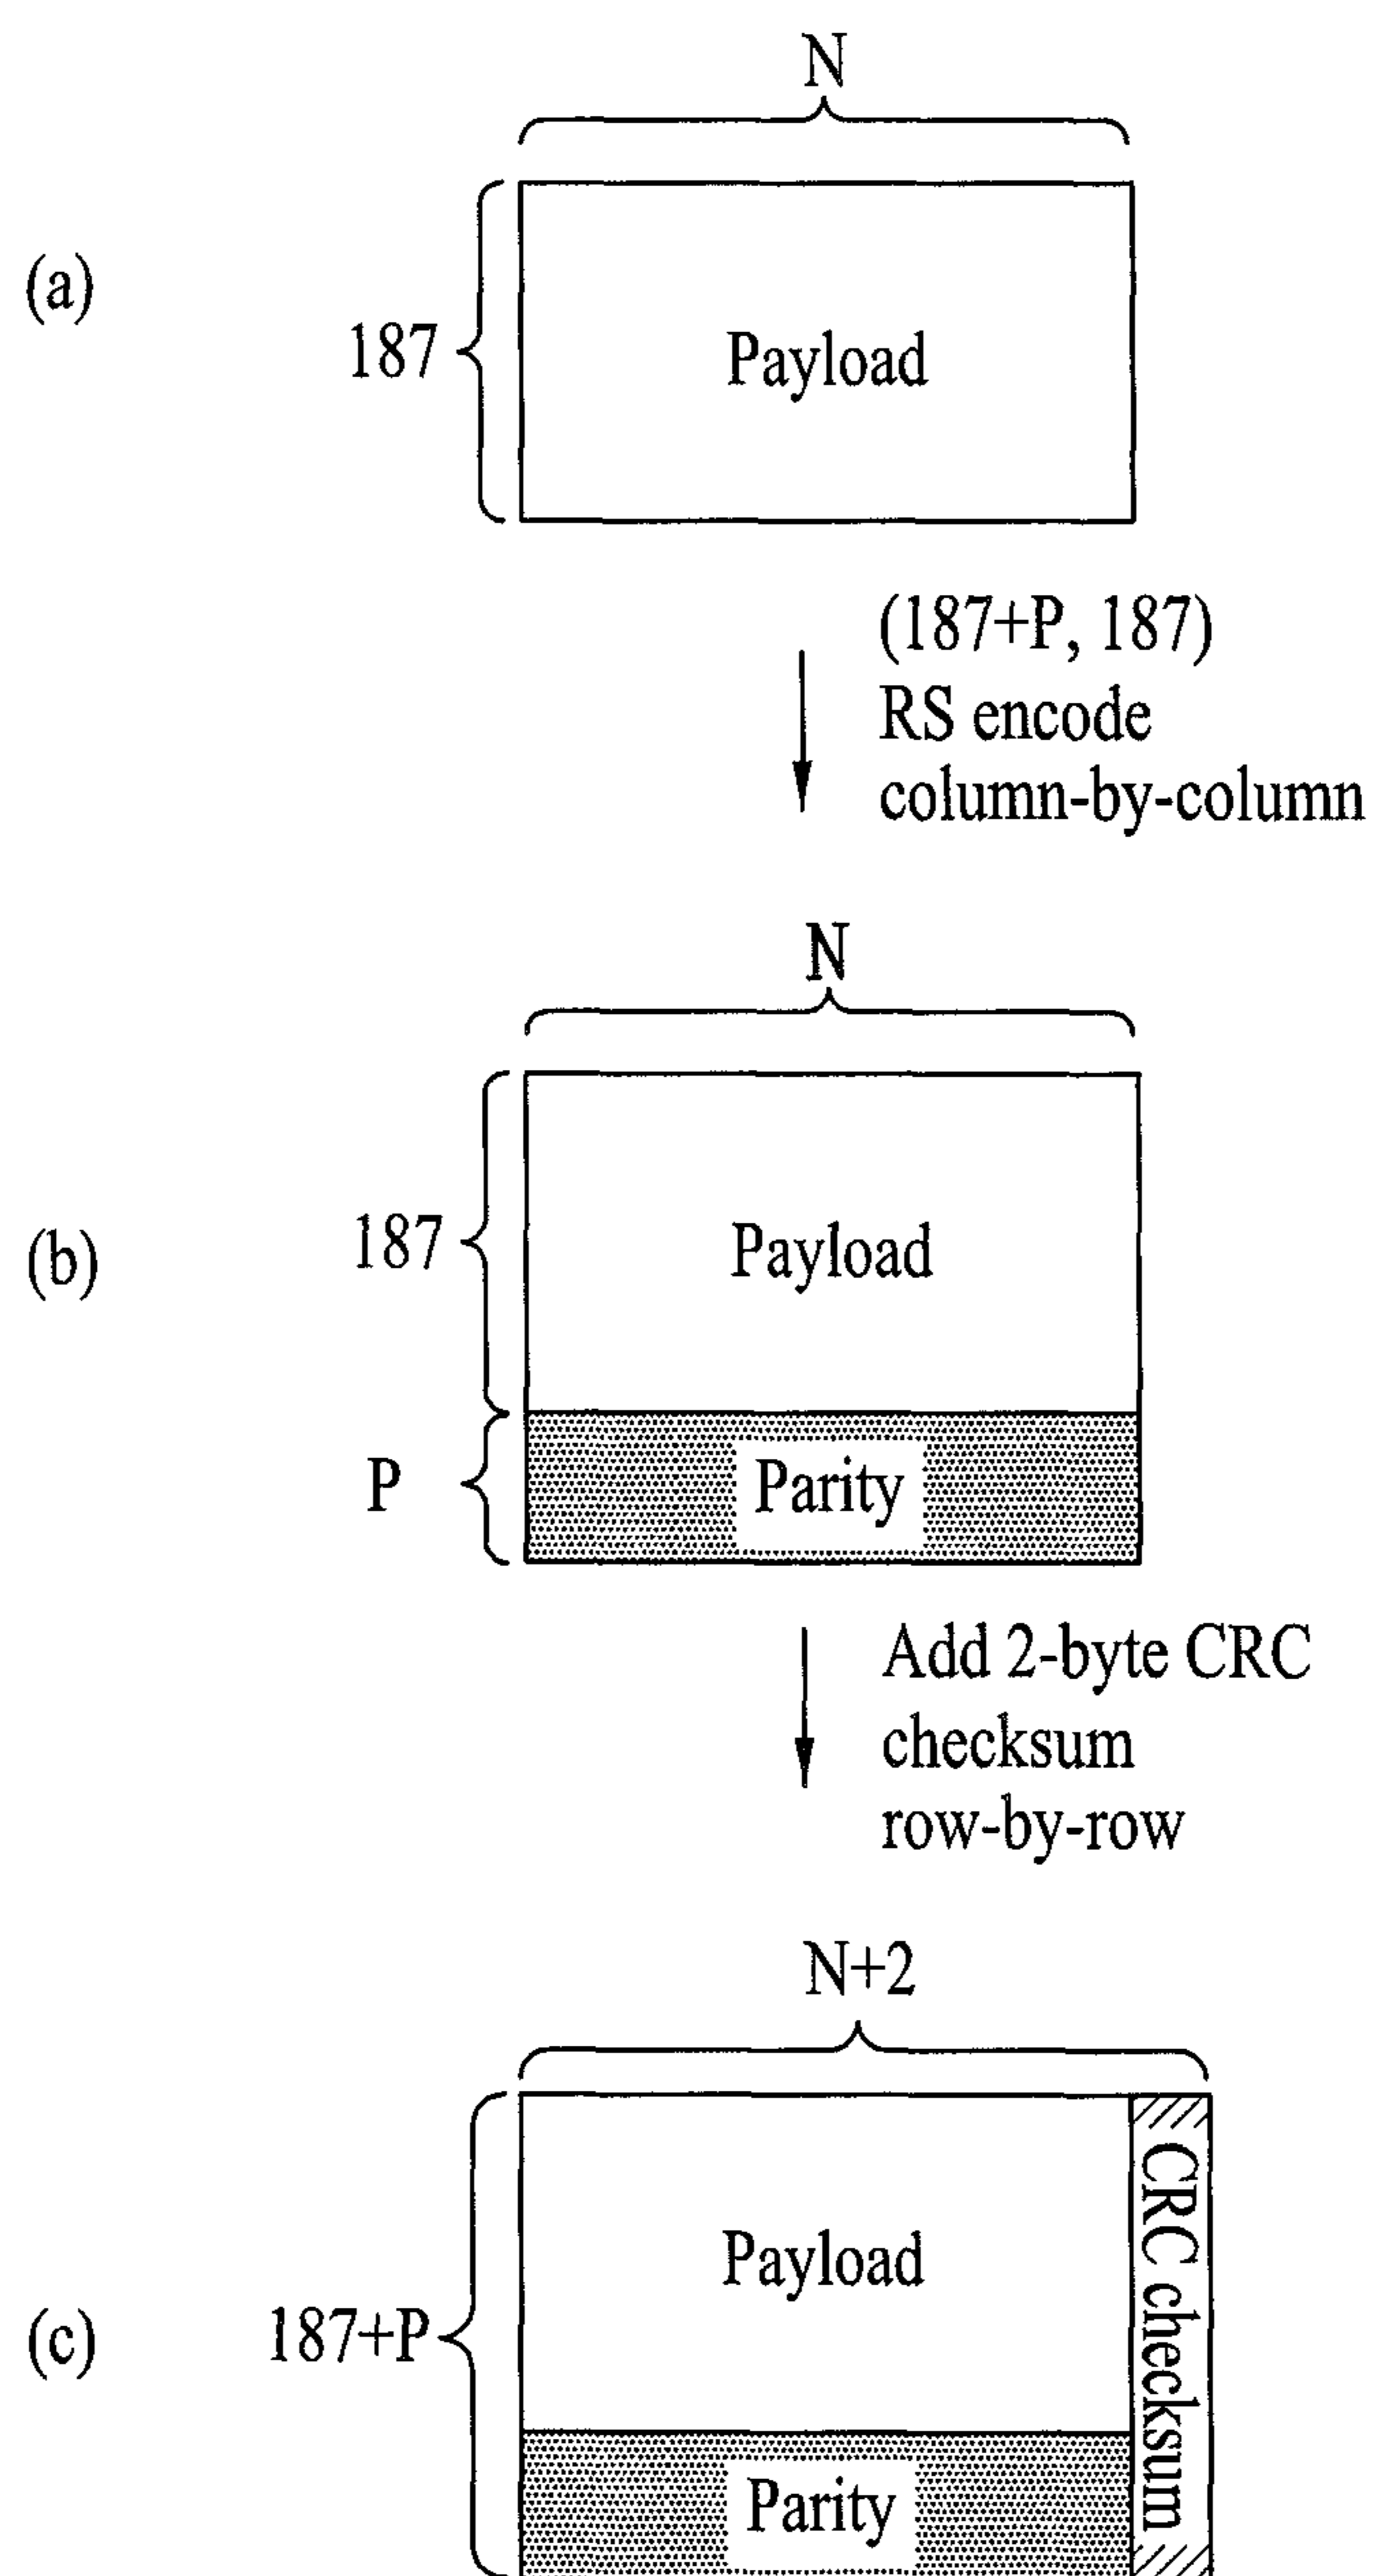 N
(a)
187
Payload
(187+P, 187)
RS encode
column-by-column
N
187
Payload
(b)
P
Parity
Add 2-byte CRC
checksum
row-by-row
N+2
Payload
CRC checksum
(c)
187+P
Parity